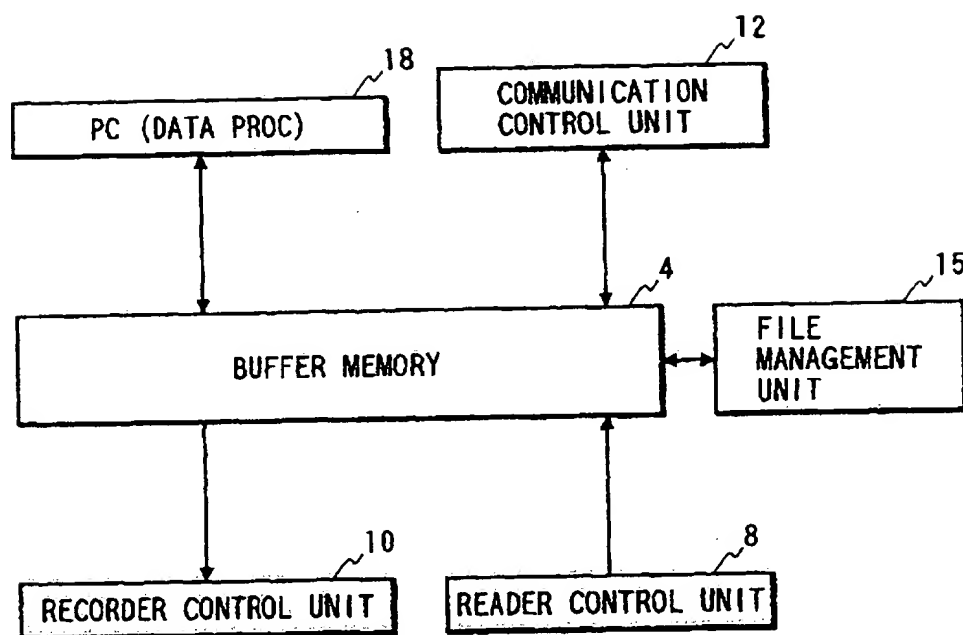 18
PC (DATA PROC)
12
COMMUNICATION
CONTROL UNIT
4
BUFFER MEMORY
15
FILE
MANAGEMENT
UNIT
10
RECORDER CONTROL UNIT
8
READER CONTROL UNIT